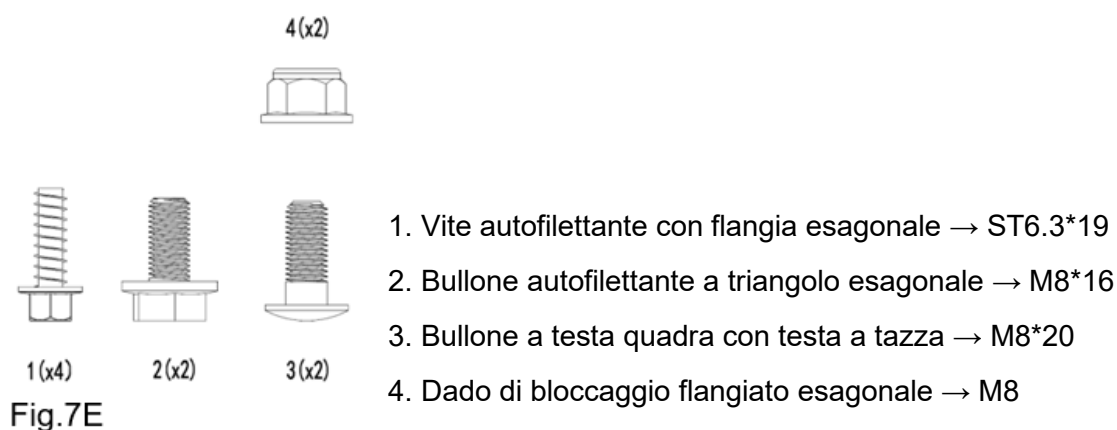 4(x2)
1. Vite autofilettante con flangia esagonale → ST6.3*19
2. Bullone autofilettante a triangolo esagonale → M8*16
3. Bullone a testa quadra con testa a tazza → M8*20
4. Dado di bloccaggio flangiato esagonale → M8
1(x4) 2(x2) 3(x2)
Fig.7E